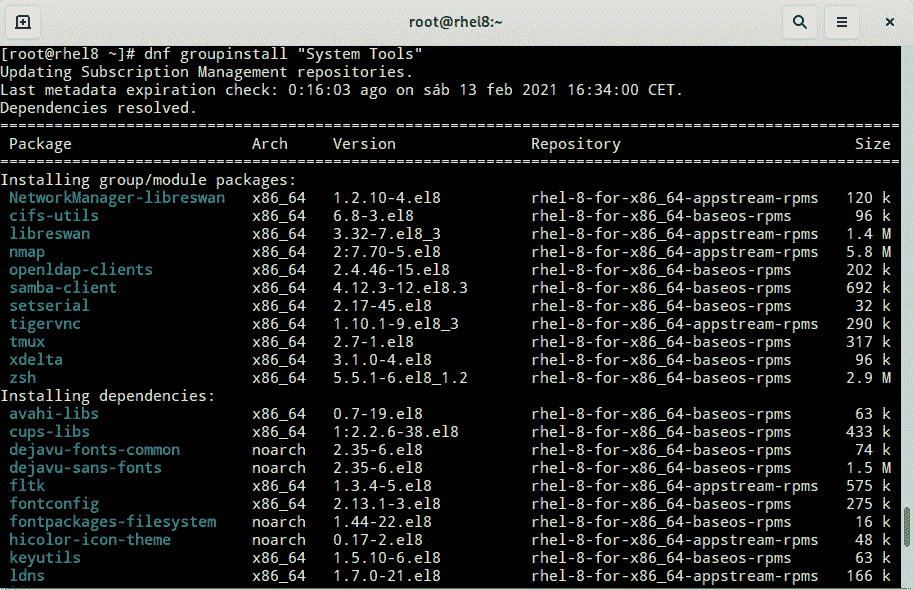 root@rhel8:~
[root@rhel8 ~]# dnf groupinstall "System Tools"
Updating Subscription Management repositories.
Last metadata expiration check: 0:16:03 ago on sáb 13 feb 2021 16:34:00 CET.
Dependencies resolved.
====================================================================================================
Package Arch Version Repository Size
====================================================================================================
Installing group/module packages:
NetworkManager-libreswan x86_64 1.2.10-4.el8 rhel-8-for-x86_64-appstream-rpms 120 k
cifs-utils x86_64 6.8-3.el8 rhel-8-for-x86_64-baseos-rpms 96 k
libreswan x86_64 3.32-7.el8_3 rhel-8-for-x86_64-appstream-rpms 1.4 M
nmap x86_64 2:7.70-5.el8 rhel-8-for-x86_64-appstream-rpms 5.8 M
openldap-clients x86_64 2.4.46-15.el8 rhel-8-for-x86_64-baseos-rpms 202 k
samba-client x86_64 4.12.3-12.el8.3 rhel-8-for-x86_64-baseos-rpms 692 k
setserial x86_64 2.17-45.el8 rhel-8-for-x86_64-baseos-rpms 32 k
tigervnc x86_64 1.10.1-9.el8_3 rhel-8-for-x86_64-appstream-rpms 290 k
tmux x86_64 2.7-1.el8 rhel-8-for-x86_64-baseos-rpms 317 k
xdelta x86_64 3.1.0-4.el8 rhel-8-for-x86_64-baseos-rpms 96 k
zsh x86_64 5.5.1-6.el8_1.2 rhel-8-for-x86_64-baseos-rpms 2.9 M
Installing dependencies:
avahi-libs x86_64 0.7-19.el8 rhel-8-for-x86_64-baseos-rpms 63 k
cups-libs x86_64 1:2.2.6-38.el8 rhel-8-for-x86_64-baseos-rpms 433 k
dejavu-fonts-common noarch 2.35-6.el8 rhel-8-for-x86_64-baseos-rpms 74 k
dejavu-sans-fonts noarch 2.35-6.el8 rhel-8-for-x86_64-baseos-rpms 1.5 M
fltk x86_64 1.3.4-5.el8 rhel-8-for-x86_64-appstream-rpms 575 k
fontconfig x86_64 2.13.1-3.el8 rhel-8-for-x86_64-baseos-rpms 275 k
fontpackages-filesystem noarch 1.44-22.el8 rhel-8-for-x86_64-baseos-rpms 16 k
hicolor-icon-theme noarch 0.17-2.el8 rhel-8-for-x86_64-appstream-rpms 48 k
keyutils x86_64 1.5.10-6.el8 rhel-8-for-x86_64-baseos-rpms 63 k
ldns x86_64 1.7.0-21.el8 rhel-8-for-x86_64-appstream-rpms 166 k